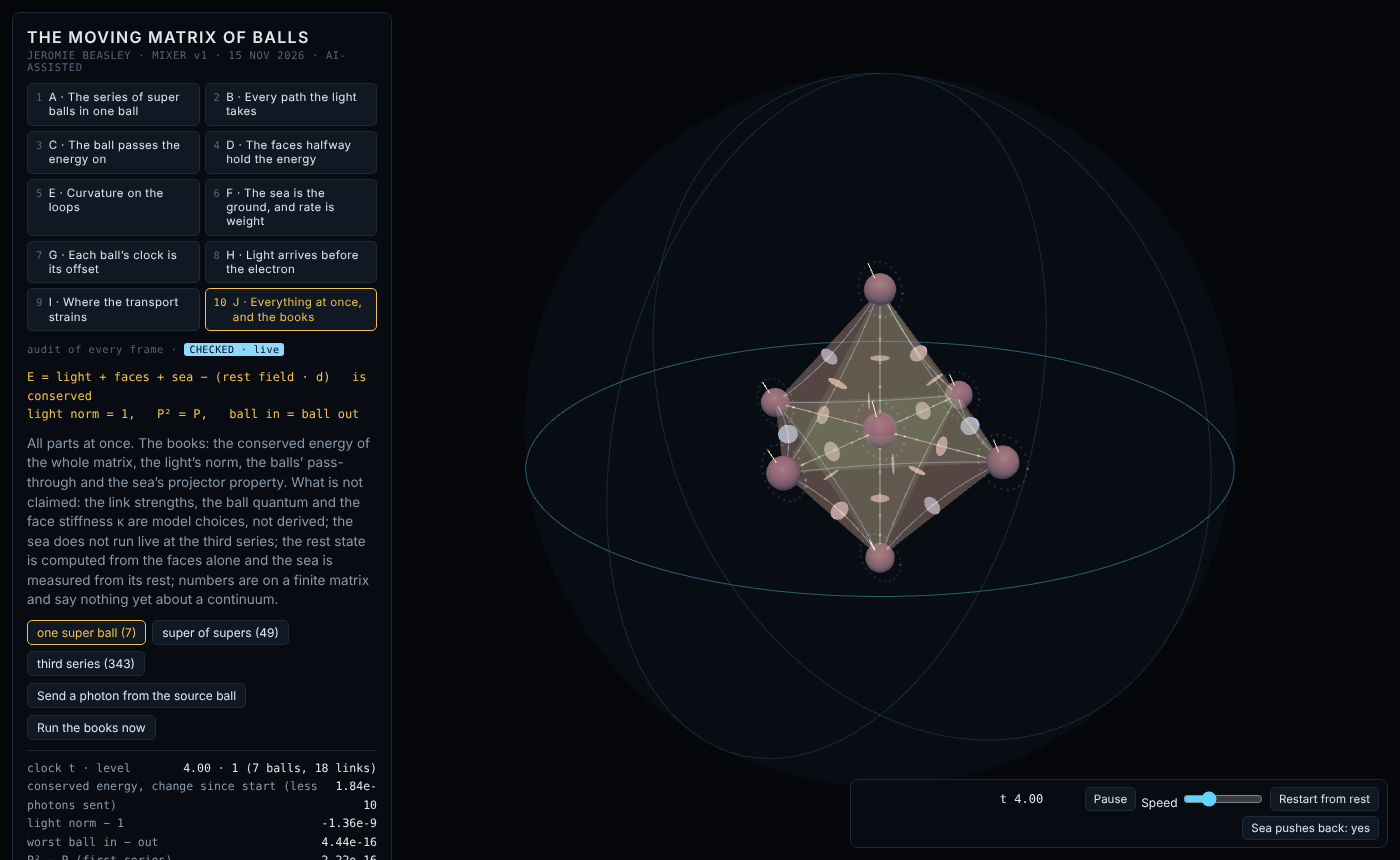 THE MOVING MATRIX OF BALLS
JEROMIE BEASLEY · MIXER v1 · 15 NOV 2026 · AI-
ASSISTED
1 A · The series of super
balls in one ball
2 B · Every path the light
takes
3 C · The ball passes the
energy on
4 D · The faces halfway
hold the energy
5 E · Curvature on the
loops
6 F · The sea is the
ground, and rate is
weight
7 G · Each ball’s clock is
its offset
8 H · Light arrives before
the electron
9 I · Where the transport
strains
10 J · Everything at once,
and the books
audit of every frame · CHECKED · live
E = light + faces + sea − (rest field · d) is
conserved
light norm = 1, P² = P, ball in = ball out
All parts at once. The books: the conserved energy of
the whole matrix, the light’s norm, the balls’ pass-
through and the sea’s projector property. What is not
claimed: the link strengths, the ball quantum and the
face stiffness κ are model choices, not derived; the
sea does not run live at the third series; the rest state
is computed from the faces alone and the sea is
measured from its rest; numbers are on a finite matrix
and say nothing yet about a continuum.
one super ball (7) super of supers (49)
third series (343)
Send a photon from the source ball
Run the books now
clock t · level 4.00 · 1 (7 balls, 18 links)
conserved energy, change since start (less 1.84e-
photons sent) 10
light norm − 1 -1.36e-9
worst ball in − out 4.44e-16
P² − P (first series) 2.22e-16
t 4.00 Pause Speed Restart from rest
Sea pushes back: yes